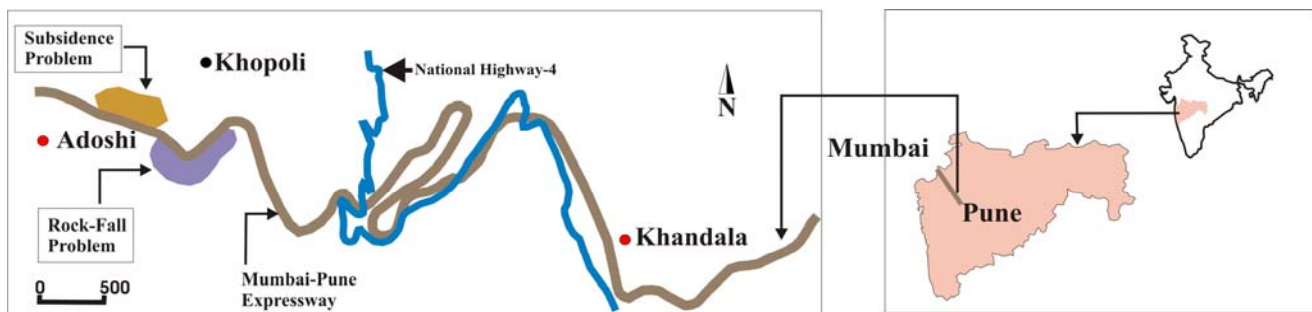 Subsidence
Problem
Khopoli
National Highway-4
N
Adoshi
Mumbai
Pune
Rock-Fall
Problem
Khandala
Mumbai-Pune
Expressway
0 500